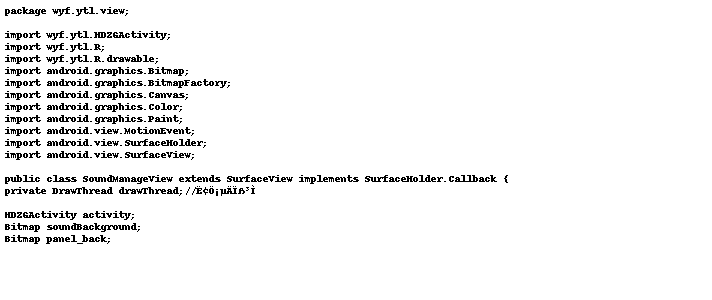 package wyf.ytl.view;
import wyf.ytl.HDZGActivity;
import wyf.ytl.R;
import wyf.ytl.R.drawable;
import android.graphics.Bitmap;
import android.graphics.BitmapFactory;
import android.graphics.Canvas;
import android.graphics.Color;
import android.graphics.Paint;
import android.view.MotionEvent;
import android.view.SurfaceHolder;
import android.view.SurfaceView;
public class SoundManageView extends SurfaceView implements SurfaceHolder.Callback {
private DrawThread drawThread;//Ë¢Ö¡µÄÏß³Ì
HDZGActivity activity;
Bitmap soundBackground;
Bitmap panel_back;